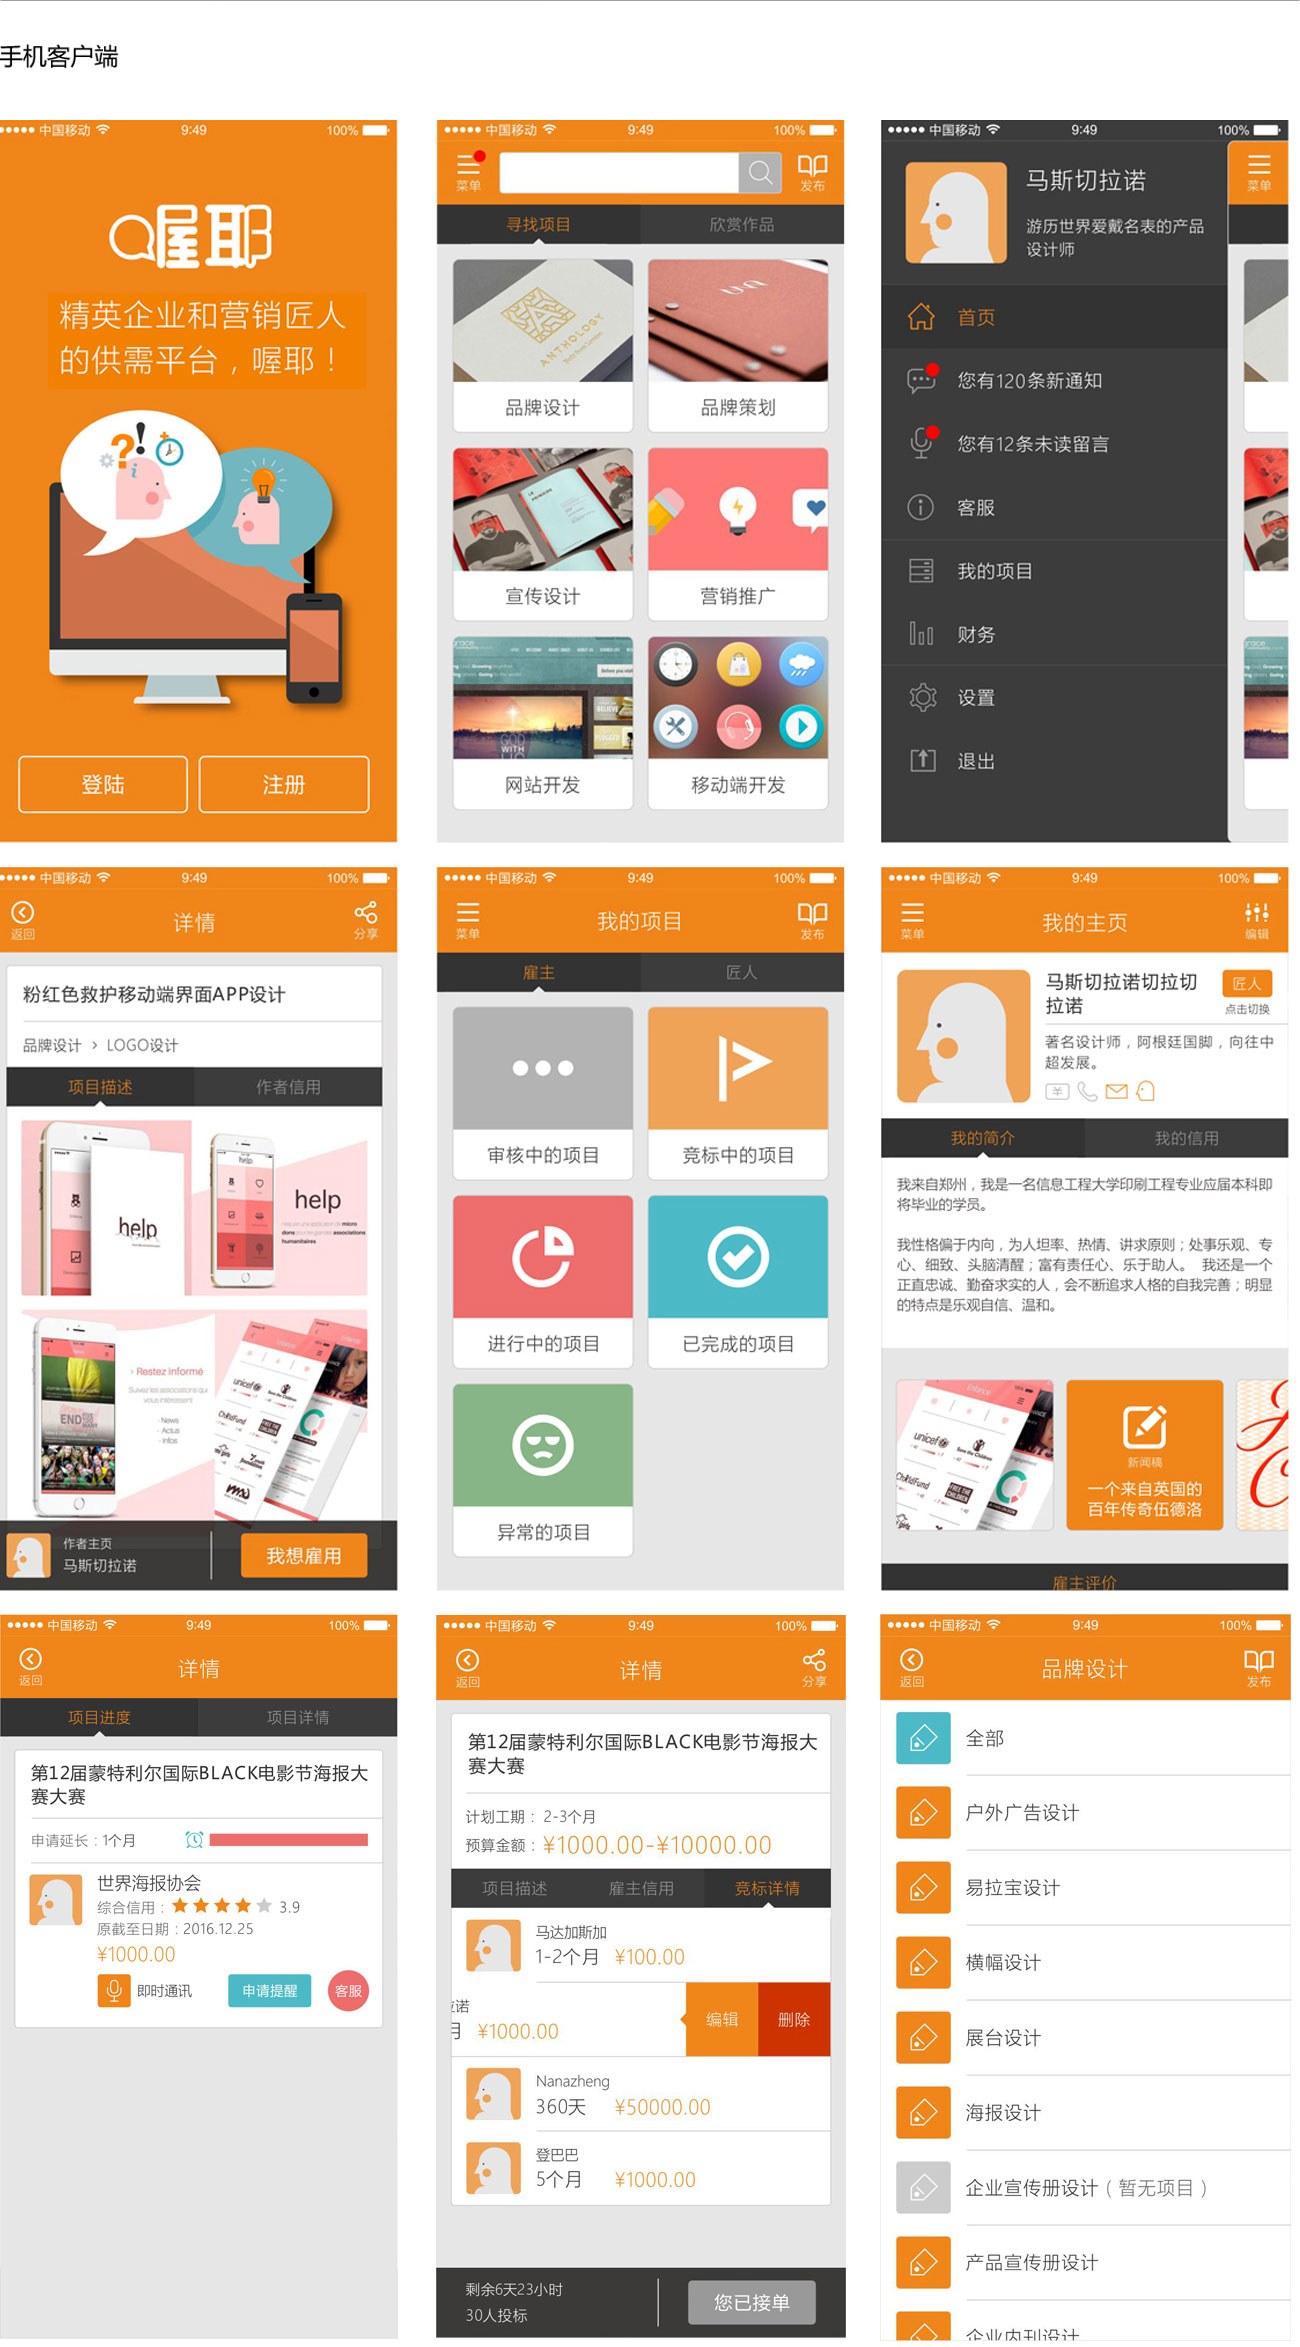 手机客户端
中国移动 9:49 100%
喔耶
精英企业和营销匠人
的供需平台，喔耶！
登陆 注册
中国移动 9:49 100%
菜单 发布
寻找项目 欣赏作品
ANTHOLOGY
品牌设计 品牌策划
宣传设计 营销推广
网站开发 移动端开发
中国移动 9:49 100%
马斯切拉诺
菜单
游历世界爱戴名表的产品
设计师
首页
您有120条新通知
您有12条未读留言
客服
我的项目
财务
设置
退出
中国移动 9:49 100%
返回 详情 分享
粉红色救护移动端界面APP设计
品牌设计 › LOGO设计
项目描述 作者信用
help
help
› Restez informé
Suivez les associations qui
vous intéressent
- News
- Actus
- Infos
unicef
作者主页
马斯切拉诺
我想雇用
中国移动 9:49 100%
菜单 我的项目 发布
雇主 匠人
审核中的项目 竞标中的项目
进行中的项目 已完成的项目
异常的项目
中国移动 9:49 100%
菜单 我的主页 编辑
马斯切拉诺切拉切
拉诺
匠人
点击切换
著名设计师，阿根廷国脚，向往中
超发展。
我的简介 我的信用
我来自郑州，我是一名信息工程大学印刷工程专业应届本科即
将毕业的学员。
我性格偏于内向，为人坦率、热情、讲求原则；处事乐观、专
心、细致、头脑清醒；富有责任心、乐于助人。 我还是一个
正直忠诚、勤奋求实的人，会不断追求人格的自我完善；明显
的特点是乐观自信、温和。
unicef
新闻稿
一个来自英国的
百年传奇伍德洛
雇主评价
中国移动 9:49 100%
返回 详情
项目进度 项目详情
第12届蒙特利尔国际BLACK电影节海报大
赛大赛
申请延长：1个月
世界海报协会
综合信用： 3.9
原截至日期：2016.12.25
¥1000.00
即时通讯 申请提醒 客服
中国移动 9:49 100%
返回 详情 分享
第12届蒙特利尔国际BLACK电影节海报大
赛大赛
计划工期： 2-3个月
预算金额： ¥1000.00-¥10000.00
项目描述 雇主信用 竞标详情
马达加斯加
1-2个月 ¥100.00
诺
月 ¥1000.00
编辑 删除
Nanazheng
360天 ¥50000.00
登巴巴
5个月 ¥1000.00
剩余6天23小时
30人投标
您已接单
中国移动 9:49 100%
返回 品牌设计 发布
全部
户外广告设计
易拉宝设计
横幅设计
展台设计
海报设计
企业宣传册设计（暂无项目）
产品宣传册设计
企业内刊设计